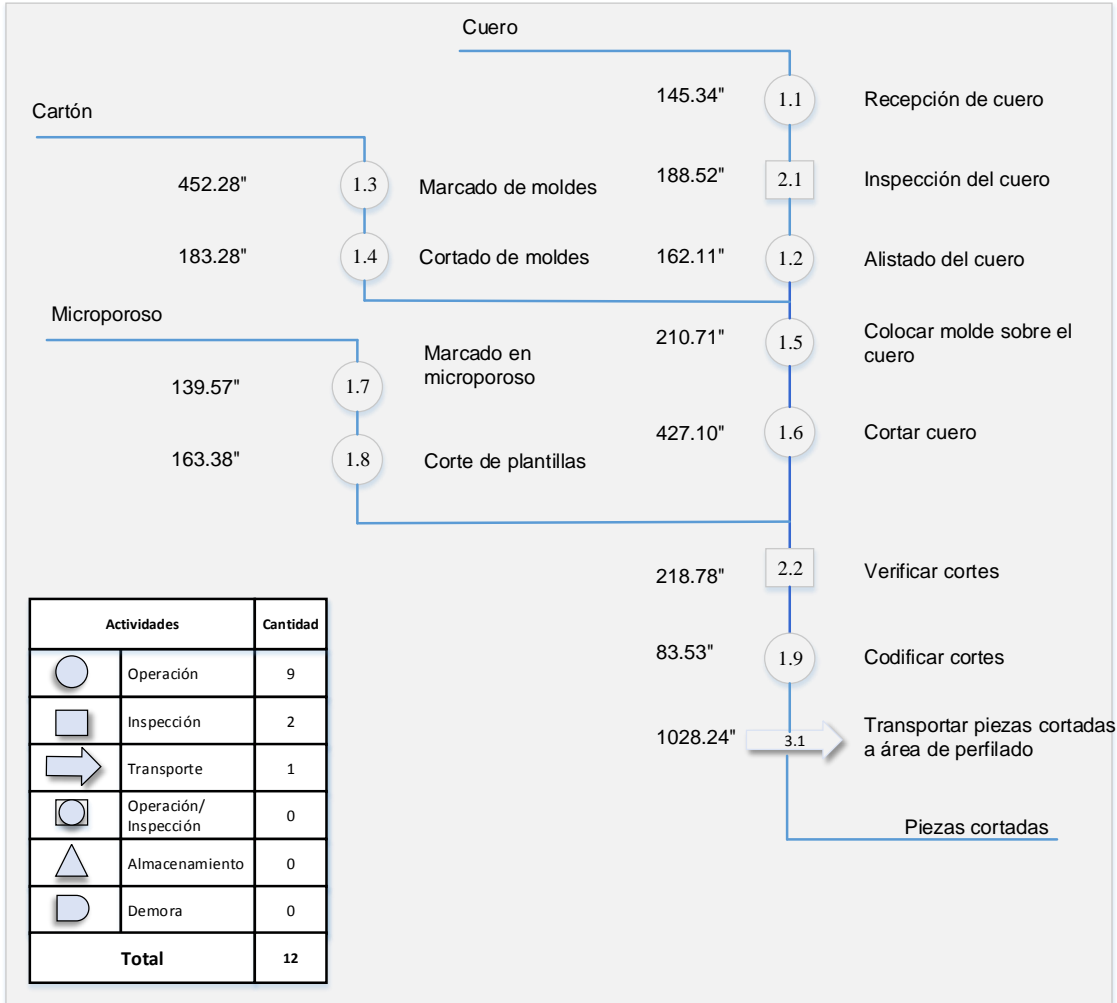 Cuero
145.34" 1.1 Recepción de cuero
Cartón
188.52" 2.1 Inspección del cuero
452.28" 1.3 Marcado de moldes
183.28" 1.4 Cortado de moldes
162.11" 1.2 Alistado del cuero
Microporoso
210.71" 1.5 Colocar molde sobre el
cuero
139.57" 1.7 Marcado en
microporoso
427.10" 1.6 Cortar cuero
163.38" 1.8 Corte de plantillas
218.78" 2.2 Verificar cortes
83.53" 1.9 Codificar cortes
1028.24" 3.1 Transportar piezas cortadas
a área de perfilado
Piezas cortadas
Actividades Cantidad
Operación 9
Inspección 2
Transporte 1
Operación/
Inspección 0
Almacenamiento 0
Demora 0
Total 12